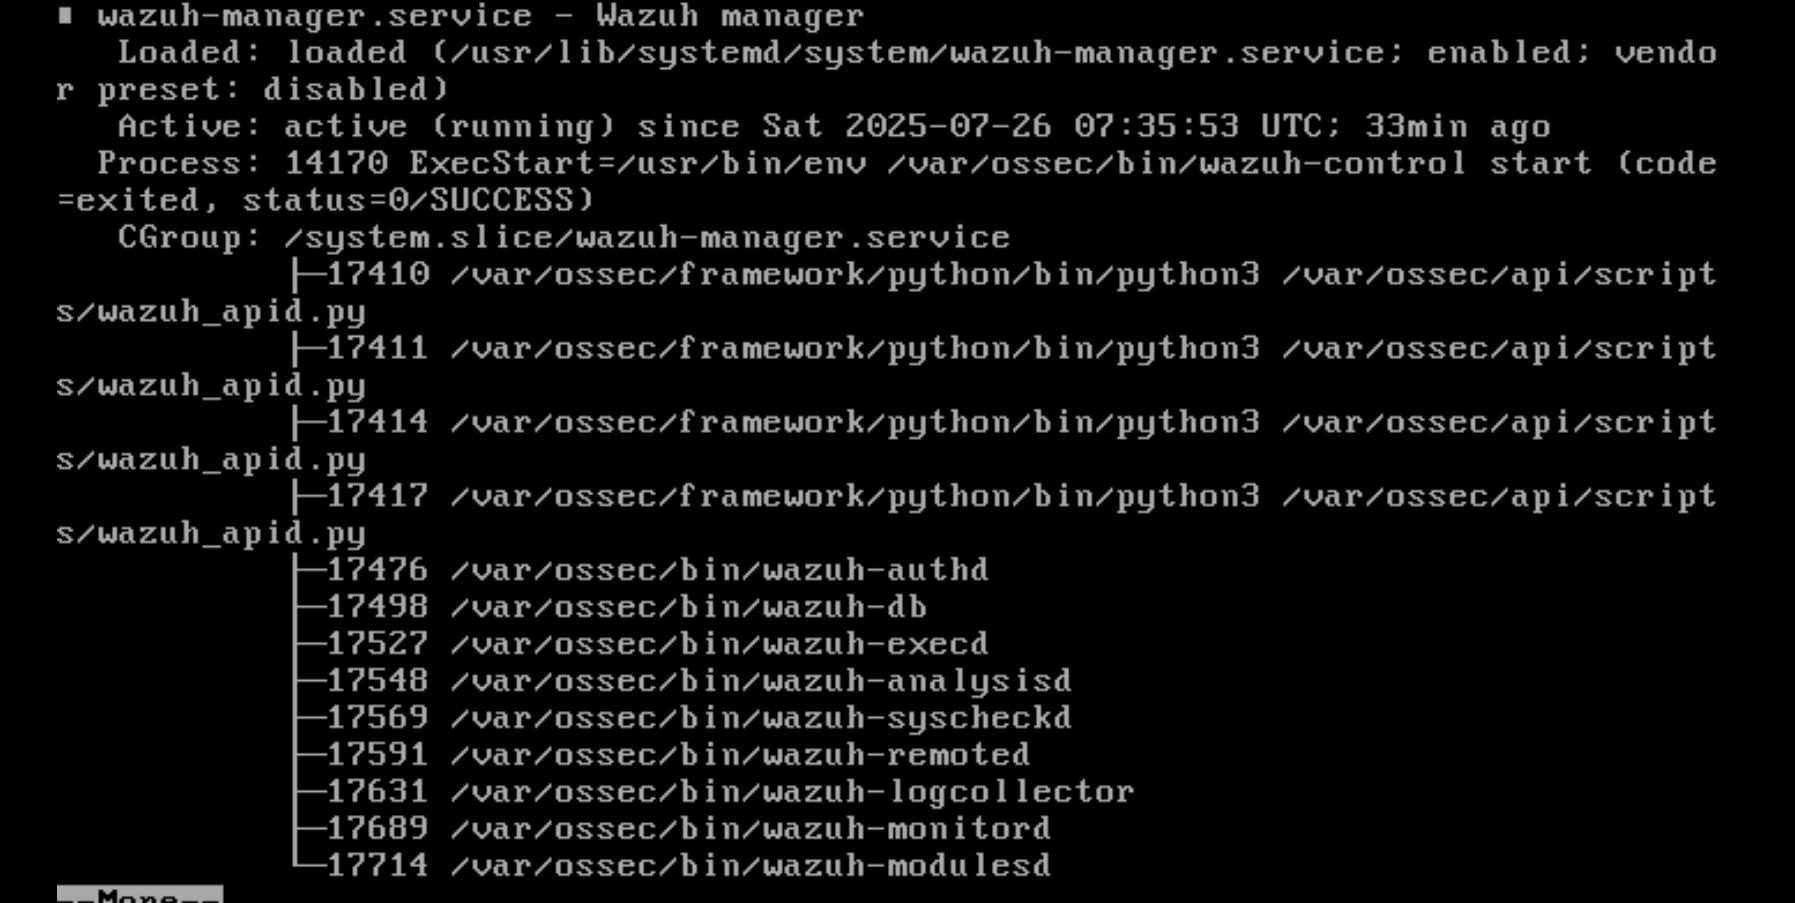 ▮ wazuh-manager.service - Wazuh manager
   Loaded: loaded (/usr/lib/systemd/system/wazuh-manager.service; enabled; vendo
r preset: disabled)
   Active: active (running) since Sat 2025-07-26 07:35:53 UTC; 33min ago
  Process: 14170 ExecStart=/usr/bin/env /var/ossec/bin/wazuh-control start (code
=exited, status=0/SUCCESS)
   CGroup: /system.slice/wazuh-manager.service
           ├─17410 /var/ossec/framework/python/bin/python3 /var/ossec/api/script
s/wazuh_apid.py
           ├─17411 /var/ossec/framework/python/bin/python3 /var/ossec/api/script
s/wazuh_apid.py
           ├─17414 /var/ossec/framework/python/bin/python3 /var/ossec/api/script
s/wazuh_apid.py
           ├─17417 /var/ossec/framework/python/bin/python3 /var/ossec/api/script
s/wazuh_apid.py
           ├─17476 /var/ossec/bin/wazuh-authd
           ├─17498 /var/ossec/bin/wazuh-db
           ├─17527 /var/ossec/bin/wazuh-execd
           ├─17548 /var/ossec/bin/wazuh-analysisd
           ├─17569 /var/ossec/bin/wazuh-syscheckd
           ├─17591 /var/ossec/bin/wazuh-remoted
           ├─17631 /var/ossec/bin/wazuh-logcollector
           ├─17689 /var/ossec/bin/wazuh-monitord
           └─17714 /var/ossec/bin/wazuh-modulesd
--More--